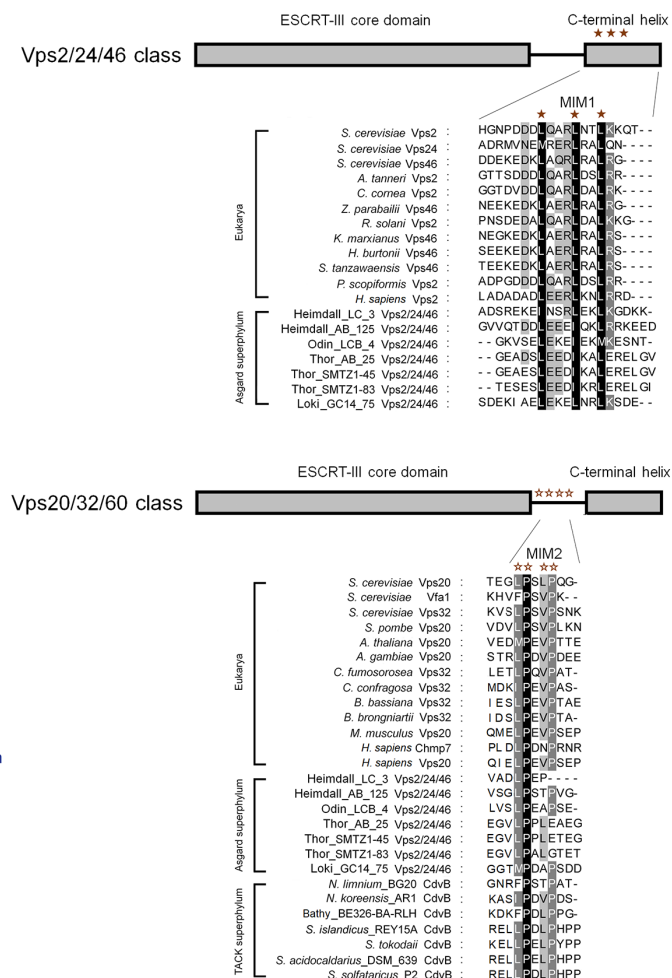 ESCRT-III core domain C-terminal helix
Vps2/24/46 class
MIM1
S. cerevisiae Vps2 : HGNPDDDLQARLNTLKKQT--
S. cerevisiae Vps24 : ADRMVNEMRERLRALQN----
S. cerevisiae Vps46 : DDEKEDKLAQRLRALRG----
A. tanneri Vps2 : GTTSDDDLQARLDSLRR----
C. cornea Vps2 : GGTDVDDLQARLDALRK----
Z. parabailii Vps46 : NEEKEDKLAERLRALRG----
R. solani Vps2 : PNSDEDALQARLDALKKG---
K. marxianus Vps46 : NEGKEDKLAERLRALRS----
H. burtonii Vps46 : SEEKEDKLAERLRALRS----
S. tanzawaensis Vps46 : TEEKEDKLAERLRALRS----
P. scopiformis Vps2 : ADPGDDDLQARLDSLRR----
H. sapiens Vps2 : LADADADLEERLKNLRRD---
Heimdall_LC_3 Vps2/24/46 : ADSREKEINSRLEKLKGDKK-
Heimdall_AB_125 Vps2/24/46 : GVVQTDDLEEELQKLRRKEED
Odin_LCB_4 Vps2/24/46 : --GKVSELEKELEKMKESNT-
Thor_AB_25 Vps2/24/46 : --GEADSLEEDIKALERELGV
Thor_SMTZ1-45 Vps2/24/46 : --GEAESLEEDLKALERELGV
Thor_SMTZ1-83 Vps2/24/46 : --TESESLEEDLKRLERELGI
Loki_GC14_75 Vps2/24/46 : SDEKIAELEKELNRLKSDE--
Eukarya
Asgard superphylum
ESCRT-III core domain C-terminal helix
Vps20/32/60 class
MIM2
S. cerevisiae Vps20 : TEGLPSLPQG-
S. cerevisiae Vfa1 : KHVFPSVPK--
S. cerevisiae Vps32 : KVSLPSVPSNK
S. pombe Vps20 : VDVLPSVPLKN
A. thaliana Vps20 : VEDMPEVPTTE
A. gambiae Vps20 : STRLPDVPDEE
C. fumosorosea Vps32 : LETLPQVPAT-
C. confragosa Vps32 : MDKLPEVPAS-
B. bassiana Vps32 : IESLPEVPTAE
B. brongniartii Vps32 : IDSLPEVPTA-
M. musculus Vps20 : QMELPEVPSEP
H. sapiens Chmp7 : PLDLPDNPRNR
H. sapiens Vps20 : QIELPEVPSEP
Heimdall_LC_3 Vps2/24/46 : VADLPEP----
Heimdall_AB_125 Vps2/24/46 : VSGLPSTPVG-
Odin_LCB_4 Vps2/24/46 : LVSLPEAPSE-
Thor_AB_25 Vps2/24/46 : EGVLPPLEAEG
Thor_SMTZ1-45 Vps2/24/46 : EGVLPPLETEG
Thor_SMTZ1-83 Vps2/24/46 : EGVLPALGTET
Loki_GC14_75 Vps2/24/46 : GGTMPDAPSDD
N. limnium_BG20 CdvB : GNRFPSTPAT-
N. koreensis_AR1 CdvB : KASIPDVPDS-
Bathy_BE326-BA-RLH CdvB : KDKFPDLPPG-
S. islandicus_REY15A CdvB : RELLPDLPHPP
S. tokodaii CdvB : KELLPELPYPP
S. acidocaldarius_DSM_639 CdvB : RELLPELPHPP
S. solfataricus_P2 CdvB : RELLPDLPHPP
Eukarya
Asgard superphylum
TACK superphylum